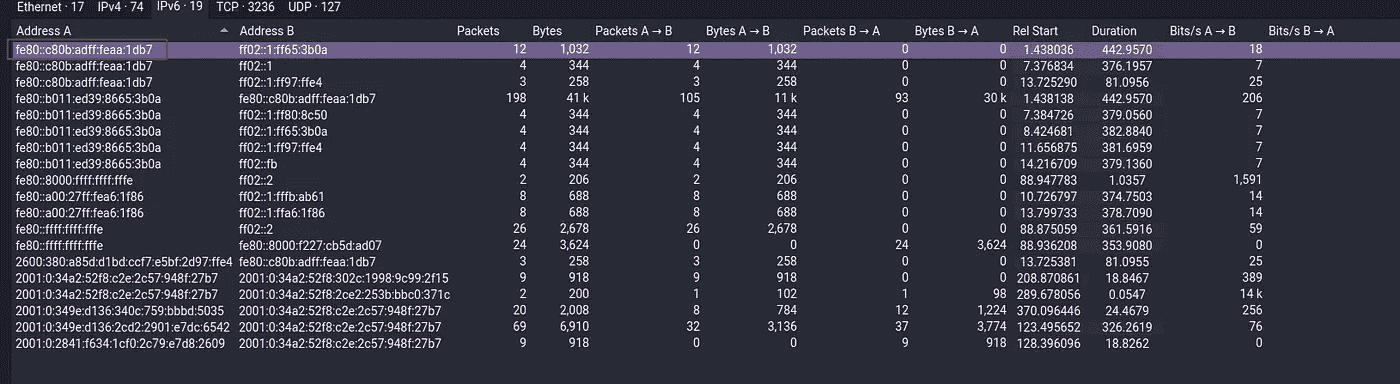 Ethernet · 17 IPv4 · 74 IPv6 · 19 TCP · 3236 UDP · 127
Address A Address B Packets Bytes Packets A → B Bytes A → B Packets B → A Bytes B → A Rel Start Duration Bits/s A → B Bits/s B → A
fe80::c80b:adff:feaa:1db7 ff02::1:ff65:3b0a 12 1,032 12 1,032 0 0 1.438036 442.9570 18
fe80::c80b:adff:feaa:1db7 ff02::1 4 344 4 344 0 0 7.376834 376.1957 7
fe80::c80b:adff:feaa:1db7 ff02::1:ff97:ffe4 3 258 3 258 0 0 13.725290 81.0956 25
fe80::b011:ed39:8665:3b0a fe80::c80b:adff:feaa:1db7 198 41 k 105 11 k 93 30 k 1.438138 442.9570 206
fe80::b011:ed39:8665:3b0a ff02::1:ff80:8c50 4 344 4 344 0 0 7.384726 379.0560 7
fe80::b011:ed39:8665:3b0a ff02::1:ff65:3b0a 4 344 4 344 0 0 8.424681 382.8840 7
fe80::b011:ed39:8665:3b0a ff02::1:ff97:ffe4 4 344 4 344 0 0 11.656875 381.6959 7
fe80::b011:ed39:8665:3b0a ff02::fb 4 344 4 344 0 0 14.216709 379.1360 7
fe80::8000:ffff:ffff:fffe ff02::2 2 206 2 206 0 0 88.947783 1.0357 1,591
fe80::a00:27ff:fea6:1f86 ff02::1:fffb:ab61 8 688 8 688 0 0 10.726797 374.7503 14
fe80::a00:27ff:fea6:1f86 ff02::1:ffa6:1f86 8 688 8 688 0 0 13.799733 378.7090 14
fe80::ffff:ffff:fffe ff02::2 26 2,678 26 2,678 0 0 88.875059 361.5916 59
fe80::ffff:ffff:fffe fe80::8000:f227:cb5d:ad07 24 3,624 0 0 24 3,624 88.936208 353.9080 0
2600:380:a85d:d1bd:ccf7:e5bf:2d97:ffe4 fe80::c80b:adff:feaa:1db7 3 258 3 258 0 0 13.725381 81.0955 25
2001:0:34a2:52f8:c2e:2c57:948f:27b7 2001:0:34a2:52f8:302c:1998:9c99:2f15 9 918 9 918 0 0 208.870861 18.8467 389
2001:0:34a2:52f8:c2e:2c57:948f:27b7 2001:0:34a2:52f8:2ce2:253b:bbc0:371c 2 200 1 102 1 98 289.678056 0.0547 14 k
2001:0:349e:d136:340c:759:bbbd:5035 2001:0:34a2:52f8:c2e:2c57:948f:27b7 20 2,008 8 784 12 1,224 370.096446 24.4679 256
2001:0:349e:d136:2cd2:2901:e7dc:6542 2001:0:34a2:52f8:c2e:2c57:948f:27b7 69 6,910 32 3,136 37 3,774 123.495652 326.2619 76
2001:0:2841:f634:1cf0:2c79:e7d8:2609 2001:0:34a2:52f8:c2e:2c57:948f:27b7 9 918 0 0 9 918 128.396096 18.8262 0